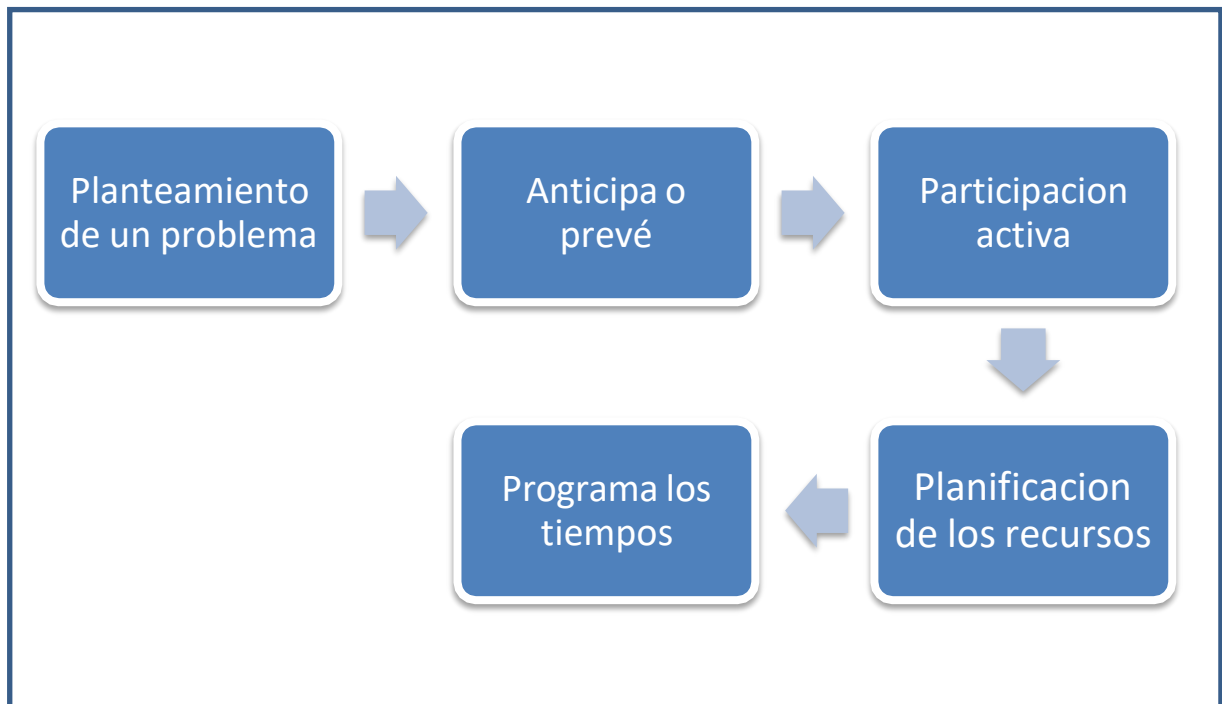 Planteamiento
de un problema
Anticipa o
prevé
Participacion
activa
Planificacion
de los recursos
Programa los
tiempos